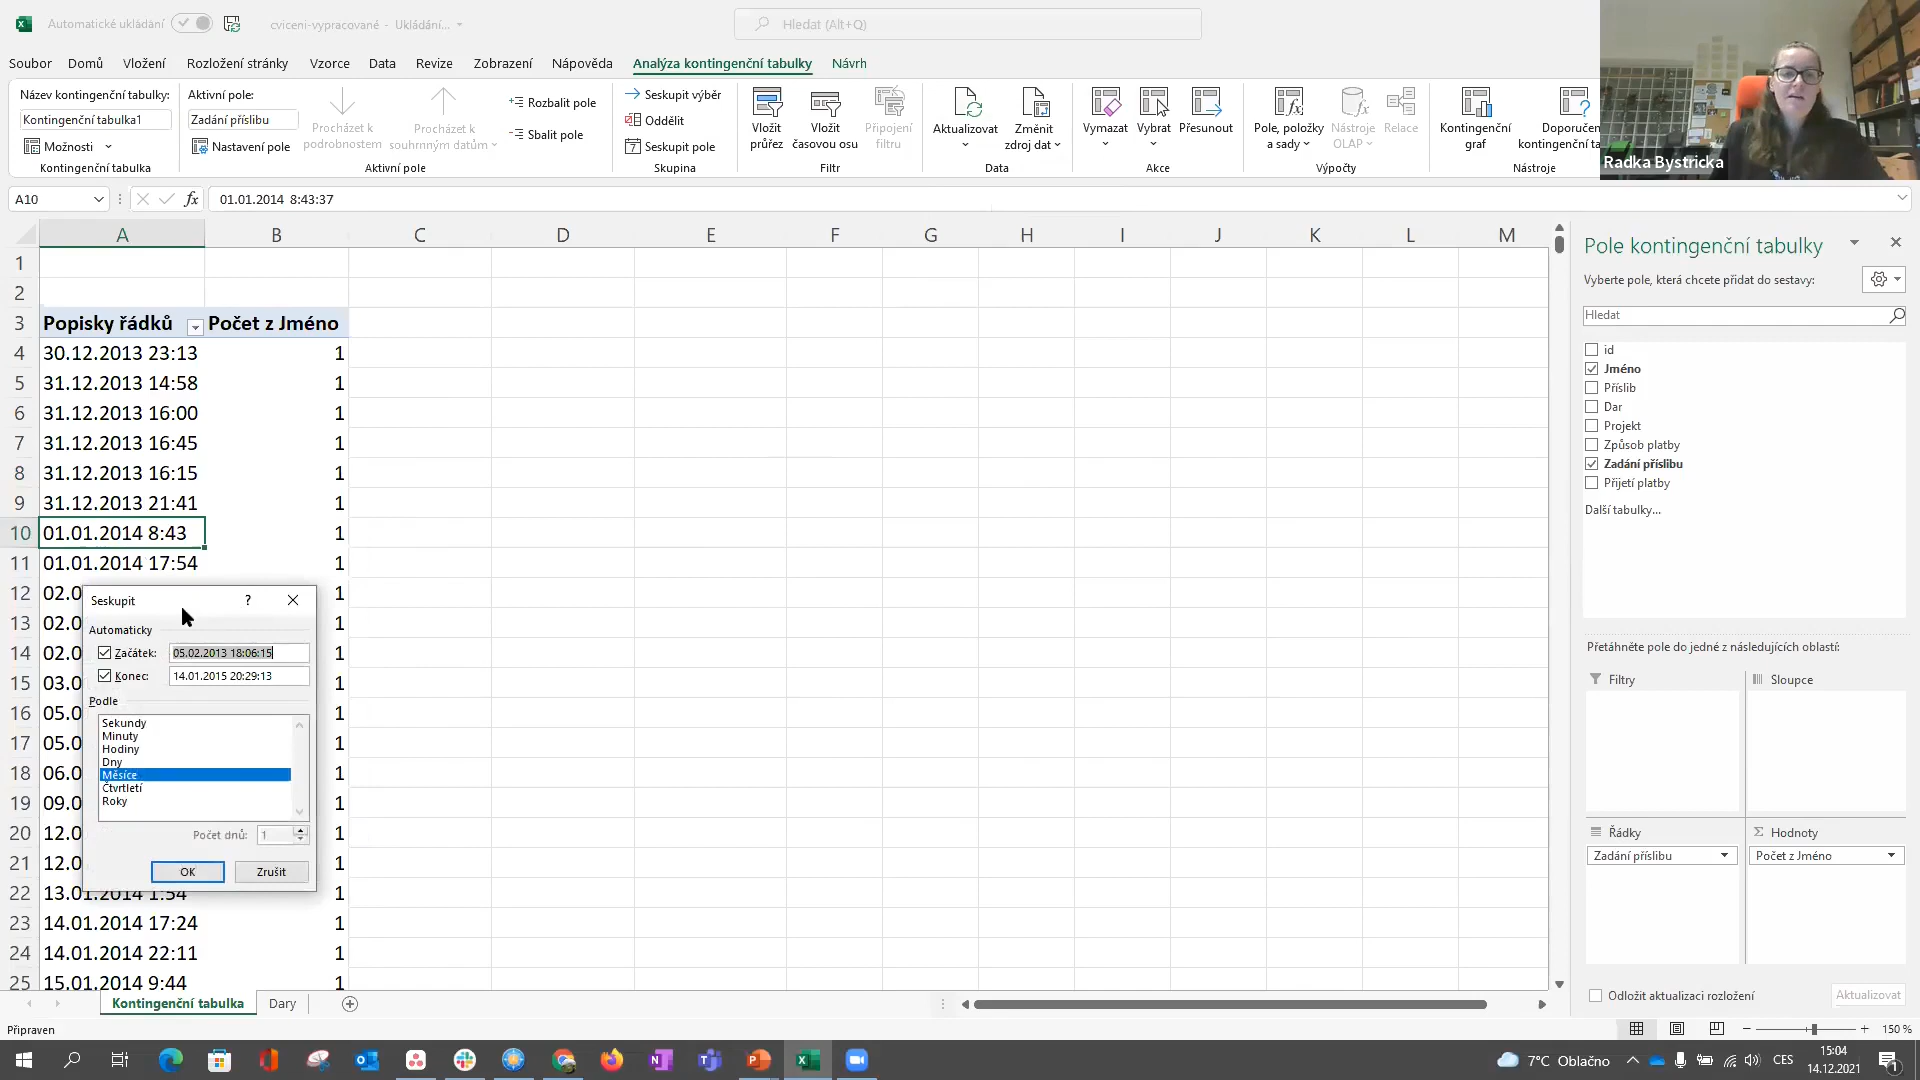 Automatické ukládání
cviceni-vypracované - Ukládání...
Hledat (Alt+Q)
Soubor Domů Vložení Rozložení stránky Vzorce Data Revize Zobrazení Nápověda Analýza kontingenční tabulky Návrh
Název kontingenční tabulky:
Kontingenční tabulka1
Možnosti
Kontingenční tabulka
Aktivní pole:
Zadání příslibu
Nastavení pole
Procházet k podrobnostem
Procházet k souhrnným datům
Rozbalit pole
Sbalit pole
Aktivní pole
Seskupit výběr
Oddělit
Seskupit pole
Skupina
Vložit průřez
Vložit časovou osu
Připojení filtru
Filtr
Aktualizovat
Změnit zdroj dat
Data
Vymazat
Vybrat
Přesunout
Akce
Pole, položky a sady
Nástroje OLAP
Relace
Výpočty
Kontingenční graf
Doporučen
kontingenční ta
Nástroje
Radka Bystricka
A10
fx
01.01.2014 8:43:37
A B C D E F G H I J K L M
1
2
3 Popisky řádků Počet z Jméno
4 30.12.2013 23:13 1
5 31.12.2013 14:58 1
6 31.12.2013 16:00 1
7 31.12.2013 16:45 1
8 31.12.2013 16:15 1
9 31.12.2013 21:41 1
10 01.01.2014 8:43 1
11 01.01.2014 17:54 1
12 02.0 1
13 02.0 1
14 02.0 1
15 03.0 1
16 05.0 1
17 05.0 1
18 06.0 1
19 09.0 1
20 12.0 1
21 12.0 1
22 13.01.2014 1:54 1
23 14.01.2014 17:24 1
24 14.01.2014 22:11 1
25 15.01.2014 9:44 1
Seskupit ?
Automaticky
Začátek: 05.02.2013 18:06:15
Konec: 14.01.2015 20:29:13
Podle
Sekundy
Minuty
Hodiny
Dny
Měsíce
Čtvrtletí
Roky
Počet dnů: 1
OK Zrušit
Pole kontingenční tabulky
Vyberte pole, která chcete přidat do sestavy:
Hledat
id
Jméno
Příslib
Dar
Projekt
Způsob platby
Zadání příslibu
Přijetí platby
Další tabulky...
Přetáhněte pole do jedné z následujících oblastí:
Filtry Sloupce
Řádky Σ Hodnoty
Zadání příslibu Počet z Jméno
Odložit aktualizaci rozložení Aktualizovat
Kontingenční tabulka Dary
Připraven
150 %
7°C Oblačno
CES
15:04
14.12.2021
1